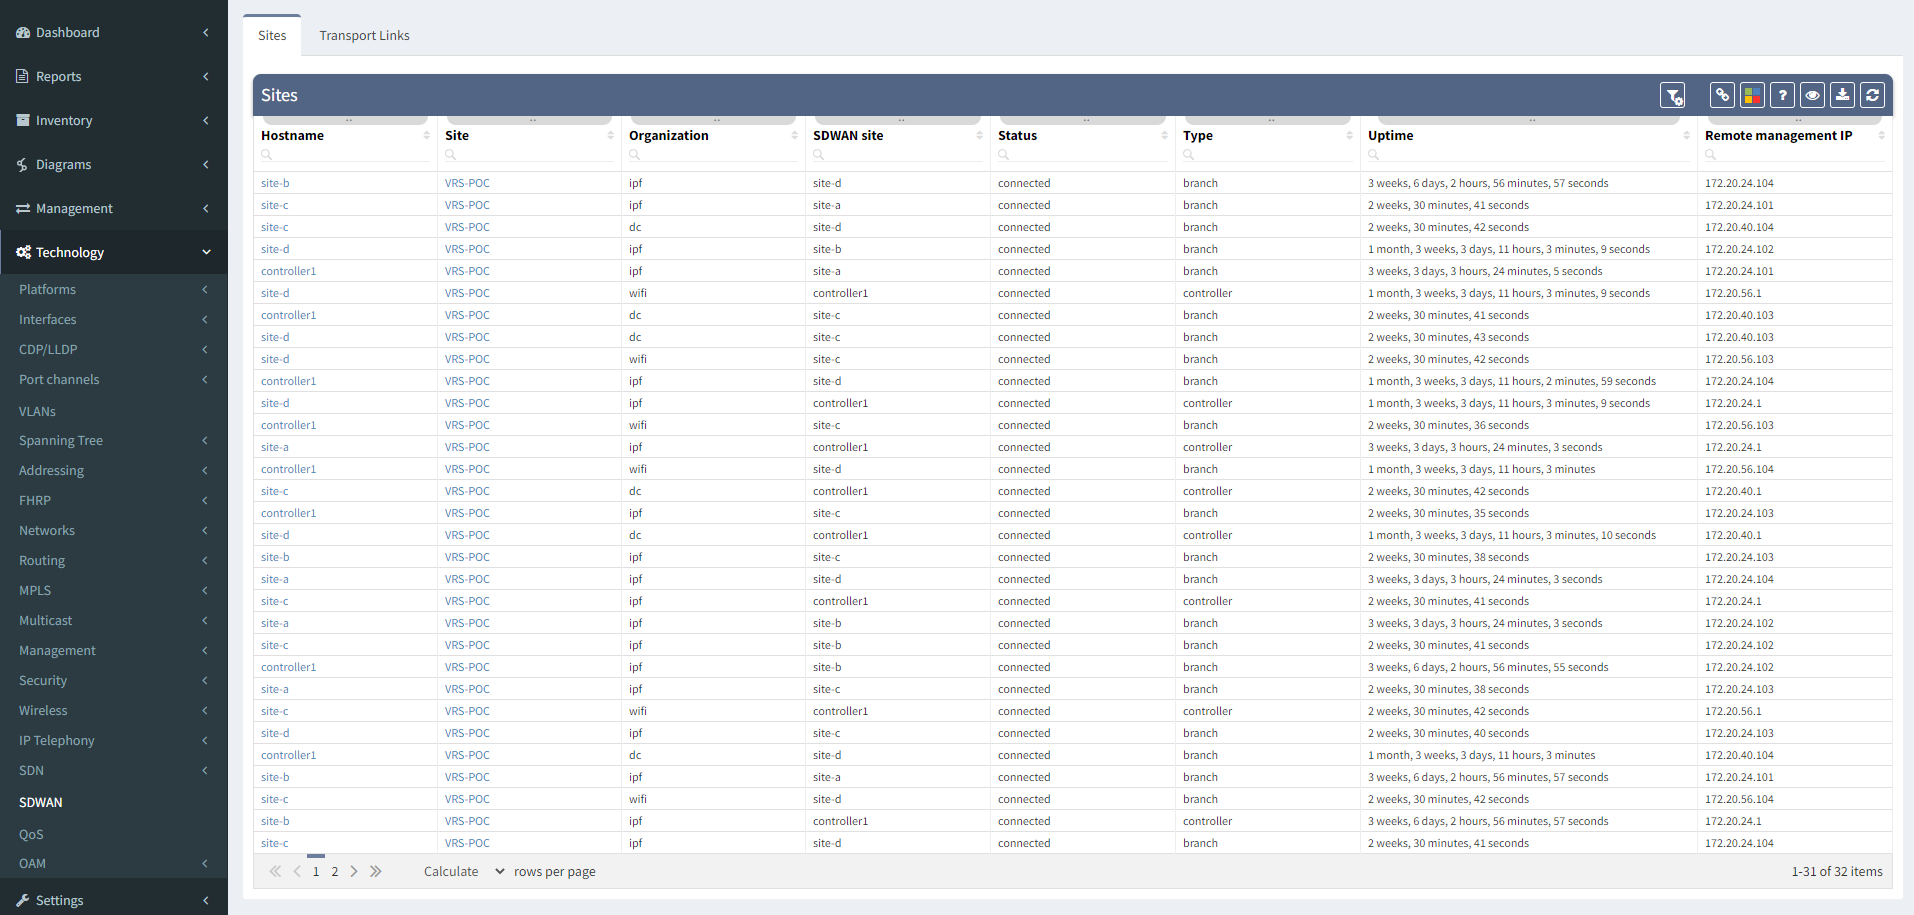 Dashboard
Reports
Inventory
Diagrams
Management
Technology
Platforms
Interfaces
CDP/LLDP
Port channels
VLANs
Spanning Tree
Addressing
FHRP
Networks
Routing
MPLS
Multicast
Management
Security
Wireless
IP Telephony
SDN
SDWAN
QoS
OAM
Settings
Sites Transport Links
Sites
Hostname Site Organization SDWAN site Status Type Uptime Remote management IP
site-b VRS-POC ipf site-d connected branch 3 weeks, 6 days, 2 hours, 56 minutes, 57 seconds 172.20.24.104
site-c VRS-POC ipf site-a connected branch 2 weeks, 30 minutes, 41 seconds 172.20.24.101
site-c VRS-POC dc site-d connected branch 2 weeks, 30 minutes, 42 seconds 172.20.40.104
site-d VRS-POC ipf site-b connected branch 1 month, 3 weeks, 3 days, 11 hours, 3 minutes, 9 seconds 172.20.24.102
controller1 VRS-POC ipf site-a connected branch 3 weeks, 3 days, 3 hours, 24 minutes, 5 seconds 172.20.24.101
site-d VRS-POC wifi controller1 connected controller 1 month, 3 weeks, 3 days, 11 hours, 3 minutes, 9 seconds 172.20.56.1
controller1 VRS-POC dc site-c connected branch 2 weeks, 30 minutes, 41 seconds 172.20.40.103
site-d VRS-POC dc site-c connected branch 2 weeks, 30 minutes, 43 seconds 172.20.40.103
site-d VRS-POC wifi site-c connected branch 2 weeks, 30 minutes, 42 seconds 172.20.56.103
controller1 VRS-POC ipf site-d connected branch 1 month, 3 weeks, 3 days, 11 hours, 2 minutes, 59 seconds 172.20.24.104
site-d VRS-POC ipf controller1 connected controller 1 month, 3 weeks, 3 days, 11 hours, 3 minutes, 9 seconds 172.20.24.1
controller1 VRS-POC wifi site-c connected branch 2 weeks, 30 minutes, 36 seconds 172.20.56.103
site-a VRS-POC ipf controller1 connected controller 3 weeks, 3 days, 3 hours, 24 minutes, 3 seconds 172.20.24.1
controller1 VRS-POC wifi site-d connected branch 1 month, 3 weeks, 3 days, 11 hours, 3 minutes 172.20.56.104
site-c VRS-POC dc controller1 connected controller 2 weeks, 30 minutes, 42 seconds 172.20.40.1
controller1 VRS-POC ipf site-c connected branch 2 weeks, 30 minutes, 35 seconds 172.20.24.103
site-d VRS-POC dc controller1 connected controller 1 month, 3 weeks, 3 days, 11 hours, 3 minutes, 10 seconds 172.20.40.1
site-b VRS-POC ipf site-c connected branch 2 weeks, 30 minutes, 38 seconds 172.20.24.103
site-a VRS-POC ipf site-d connected branch 3 weeks, 3 days, 3 hours, 24 minutes, 3 seconds 172.20.24.104
site-c VRS-POC ipf controller1 connected controller 2 weeks, 30 minutes, 41 seconds 172.20.24.1
site-a VRS-POC ipf site-b connected branch 3 weeks, 3 days, 3 hours, 24 minutes, 3 seconds 172.20.24.102
site-c VRS-POC ipf site-b connected branch 2 weeks, 30 minutes, 41 seconds 172.20.24.102
controller1 VRS-POC ipf site-b connected branch 3 weeks, 6 days, 2 hours, 56 minutes, 55 seconds 172.20.24.102
site-a VRS-POC ipf site-c connected branch 2 weeks, 30 minutes, 38 seconds 172.20.24.103
site-c VRS-POC wifi controller1 connected controller 2 weeks, 30 minutes, 42 seconds 172.20.56.1
site-d VRS-POC ipf site-c connected branch 2 weeks, 30 minutes, 40 seconds 172.20.24.103
controller1 VRS-POC dc site-d connected branch 1 month, 3 weeks, 3 days, 11 hours, 3 minutes 172.20.40.104
site-b VRS-POC ipf site-a connected branch 3 weeks, 6 days, 2 hours, 56 minutes, 57 seconds 172.20.24.101
site-c VRS-POC wifi site-d connected branch 2 weeks, 30 minutes, 42 seconds 172.20.56.104
site-b VRS-POC ipf controller1 connected controller 3 weeks, 6 days, 2 hours, 56 minutes, 57 seconds 172.20.24.1
site-c VRS-POC ipf site-d connected branch 2 weeks, 30 minutes, 41 seconds 172.20.24.104
1 2 Calculate rows per page 1-31 of 32 items